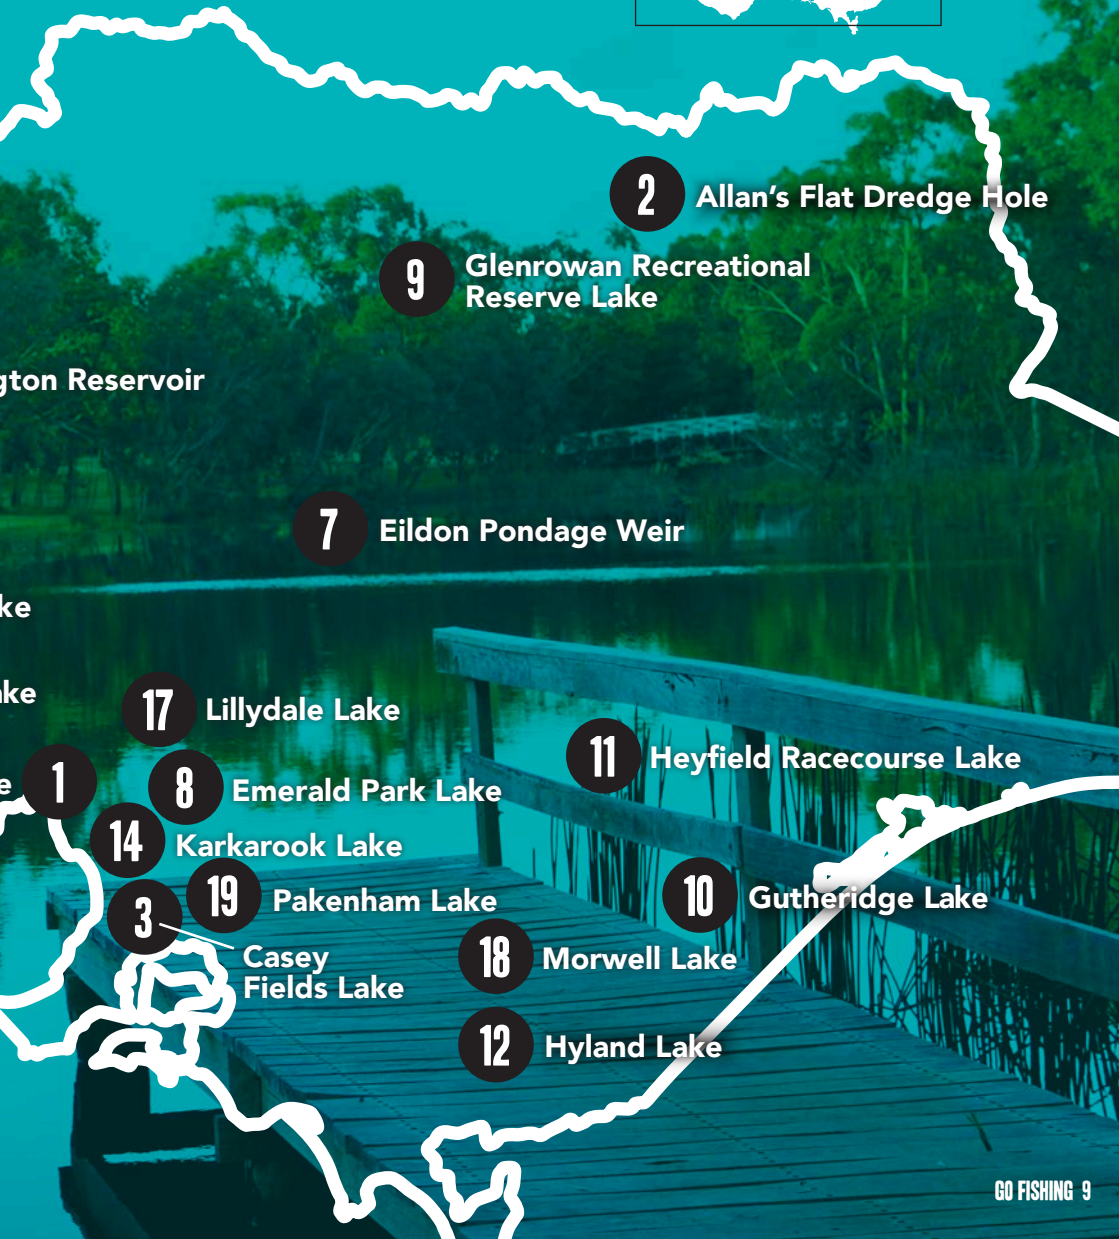 2 Allan's Flat Dredge Hole
9 Glenrowan Recreational
Reserve Lake
gton Reservoir
7 Eildon Pondage Weir
ke
ake
17 Lillydale Lake
11 Heyfield Racecourse Lake
e 1
8 Emerald Park Lake
14 Karkarook Lake
19 Pakenham Lake
10 Gutheridge Lake
3 Casey
Fields Lake
18 Morwell Lake
12 Hyland Lake
GO FISHING 9